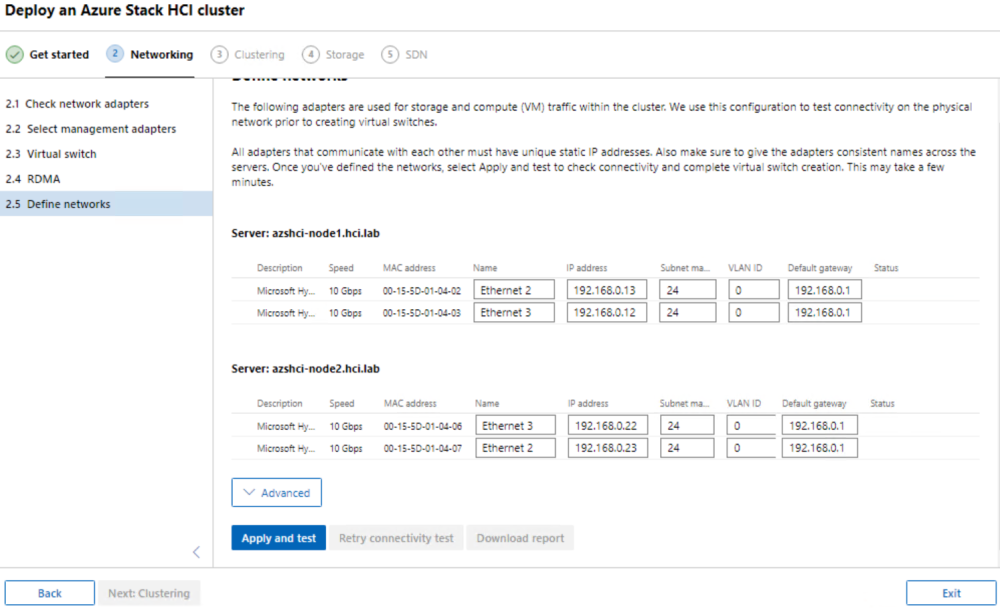 Deploy an Azure Stack HCI cluster
Get started 2 Networking 3 Clustering 4 Storage 5 SDN
2.1 Check network adapters
2.2 Select management adapters
2.3 Virtual switch
2.4 RDMA
2.5 Define networks
Define networks
The following adapters are used for storage and compute (VM) traffic within the cluster. We use this configuration to test connectivity on the physical
network prior to creating virtual switches.
All adapters that communicate with each other must have unique static IP addresses. Also make sure to give the adapters consistent names across the
servers. Once you've defined the networks, select Apply and test to check connectivity and complete virtual switch creation. This may take a few
minutes.
Server: azshci-node1.hci.lab
Description Speed MAC address Name IP address Subnet ma... VLAN ID Default gateway Status
Microsoft Hy... 10 Gbps 00-15-5D-01-04-02 Ethernet 2 192.168.0.13 24 0 192.168.0.1
Microsoft Hy... 10 Gbps 00-15-5D-01-04-03 Ethernet 3 192.168.0.12 24 0 192.168.0.1
Server: azshci-node2.hci.lab
Description Speed MAC address Name IP address Subnet ma... VLAN ID Default gateway Status
Microsoft Hy... 10 Gbps 00-15-5D-01-04-06 Ethernet 3 192.168.0.22 24 0 192.168.0.1
Microsoft Hy... 10 Gbps 00-15-5D-01-04-07 Ethernet 2 192.168.0.23 24 0 192.168.0.1
Advanced
Apply and test Retry connectivity test Download report
Back Next: Clustering Exit